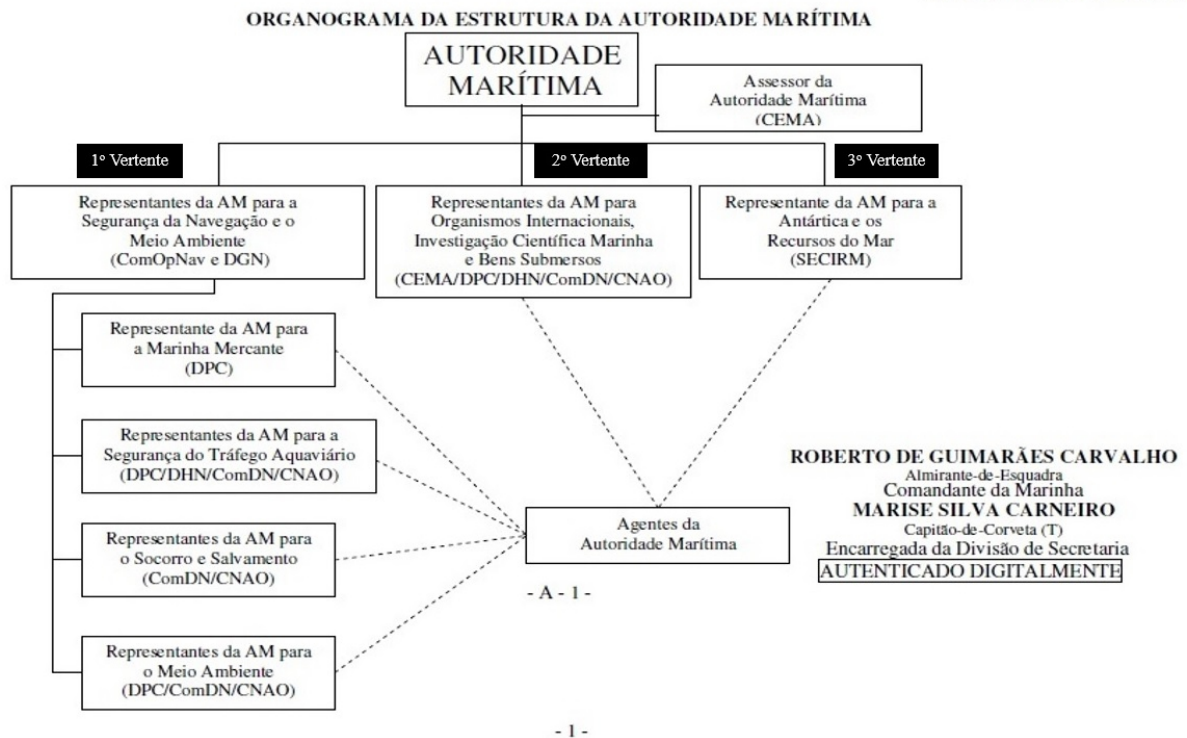 ORGANOGRAMA DA ESTRUTURA DA AUTORIDADE MARÍTIMA
AUTORIDADE
MARÍTIMA
Assessor da
Autoridade Marítima
(CEMA)
1º Vertente
2º Vertente
3º Vertente
Representantes da AM para a
Segurança da Navegação e o
Meio Ambiente
(ComOpNav e DGN)
Representantes da AM para
Organismos Internacionais,
Investigação Científica Marinha
e Bens Submersos
(CEMA/DPC/DHN/ComDN/CNAO)
Representante da AM para a
Antártica e os
Recursos do Mar
(SECIRM)
Representante da AM para
a Marinha Mercante
(DPC)
Representantes da AM para a
Segurança do Tráfego Aquaviário
(DPC/DHN/ComDN/CNAO)
Representantes da AM para
o Socorro e Salvamento
(ComDN/CNAO)
Representantes da AM para
o Meio Ambiente
(DPC/ComDN/CNAO)
Agentes da
Autoridade Marítima
ROBERTO DE GUIMARÃES CARVALHO
Almirante-de-Esquadra
Comandante da Marinha
MARISE SILVA CARNEIRO
Capitão-de-Corveta (T)
Encarregada da Divisão de Secretaria
AUTENTICADO DIGITALMENTE
- A - 1 -
- 1 -